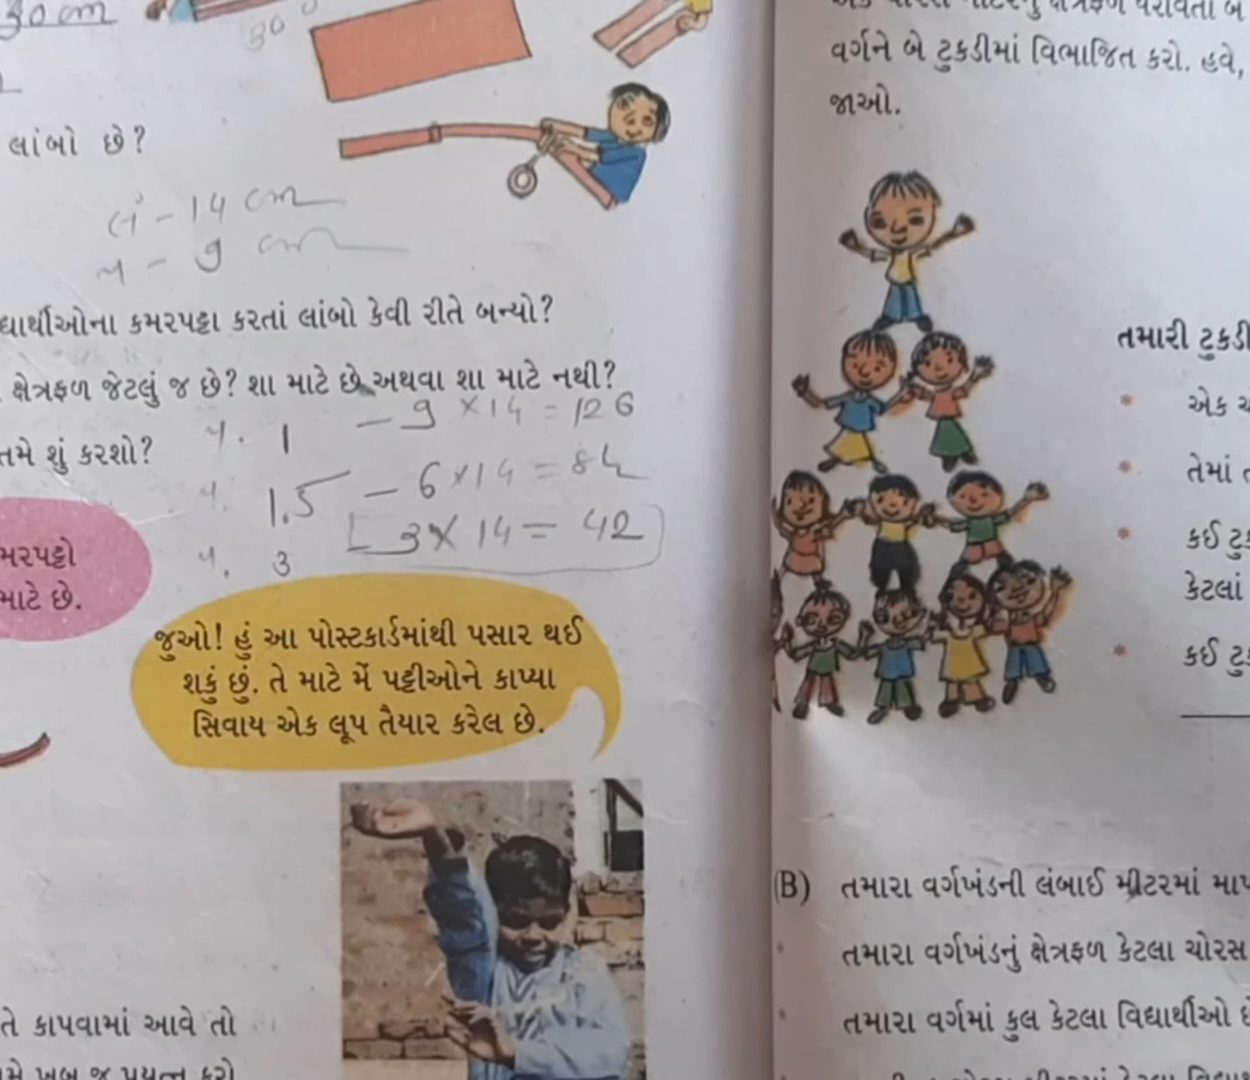 30 cm
30
લાંબો છે?
લં - 14 cm
પ - 9 cm
દ્યાર્થીઓના કમરપટ્ટા કરતાં લાંબો કેવી રીતે બન્યો?
ક્ષેત્રફળ જેટલું જ છે? શા માટે છે અથવા શા માટે નથી?
પ. 1 - 9 × 14 = 126
તમે શું કરશો?
પ. 1.5 - 6 × 14 = 84
પ. 3 3 × 14 = 42
મરપટ્ટો
માટે છે.
જુઓ! હું આ પોસ્ટકાર્ડમાંથી પસાર થઈ
શકું છું. તે માટે મેં પટ્ટીઓને કાપ્યા
સિવાય એક લૂપ તૈયાર કરેલ છે.
તે કાપવામાં આવે તો
ખૂબ જ પ્રયત્ન કરો
વર્ગને બે ટુકડીમાં વિભાજિત કરો. હવે,
જાઓ.
તમારી ટુકડી
* એક
* તેમાં
* કઈ
કેટલાં
* કઈ
(B) તમારા વર્ગખંડની લંબાઈ મીટરમાં
તમારા વર્ગખંડનું ક્ષેત્રફળ કેટલા ચોરસ
તમારા વર્ગમાં કુલ કેટલા વિદ્યાર્થીઓ